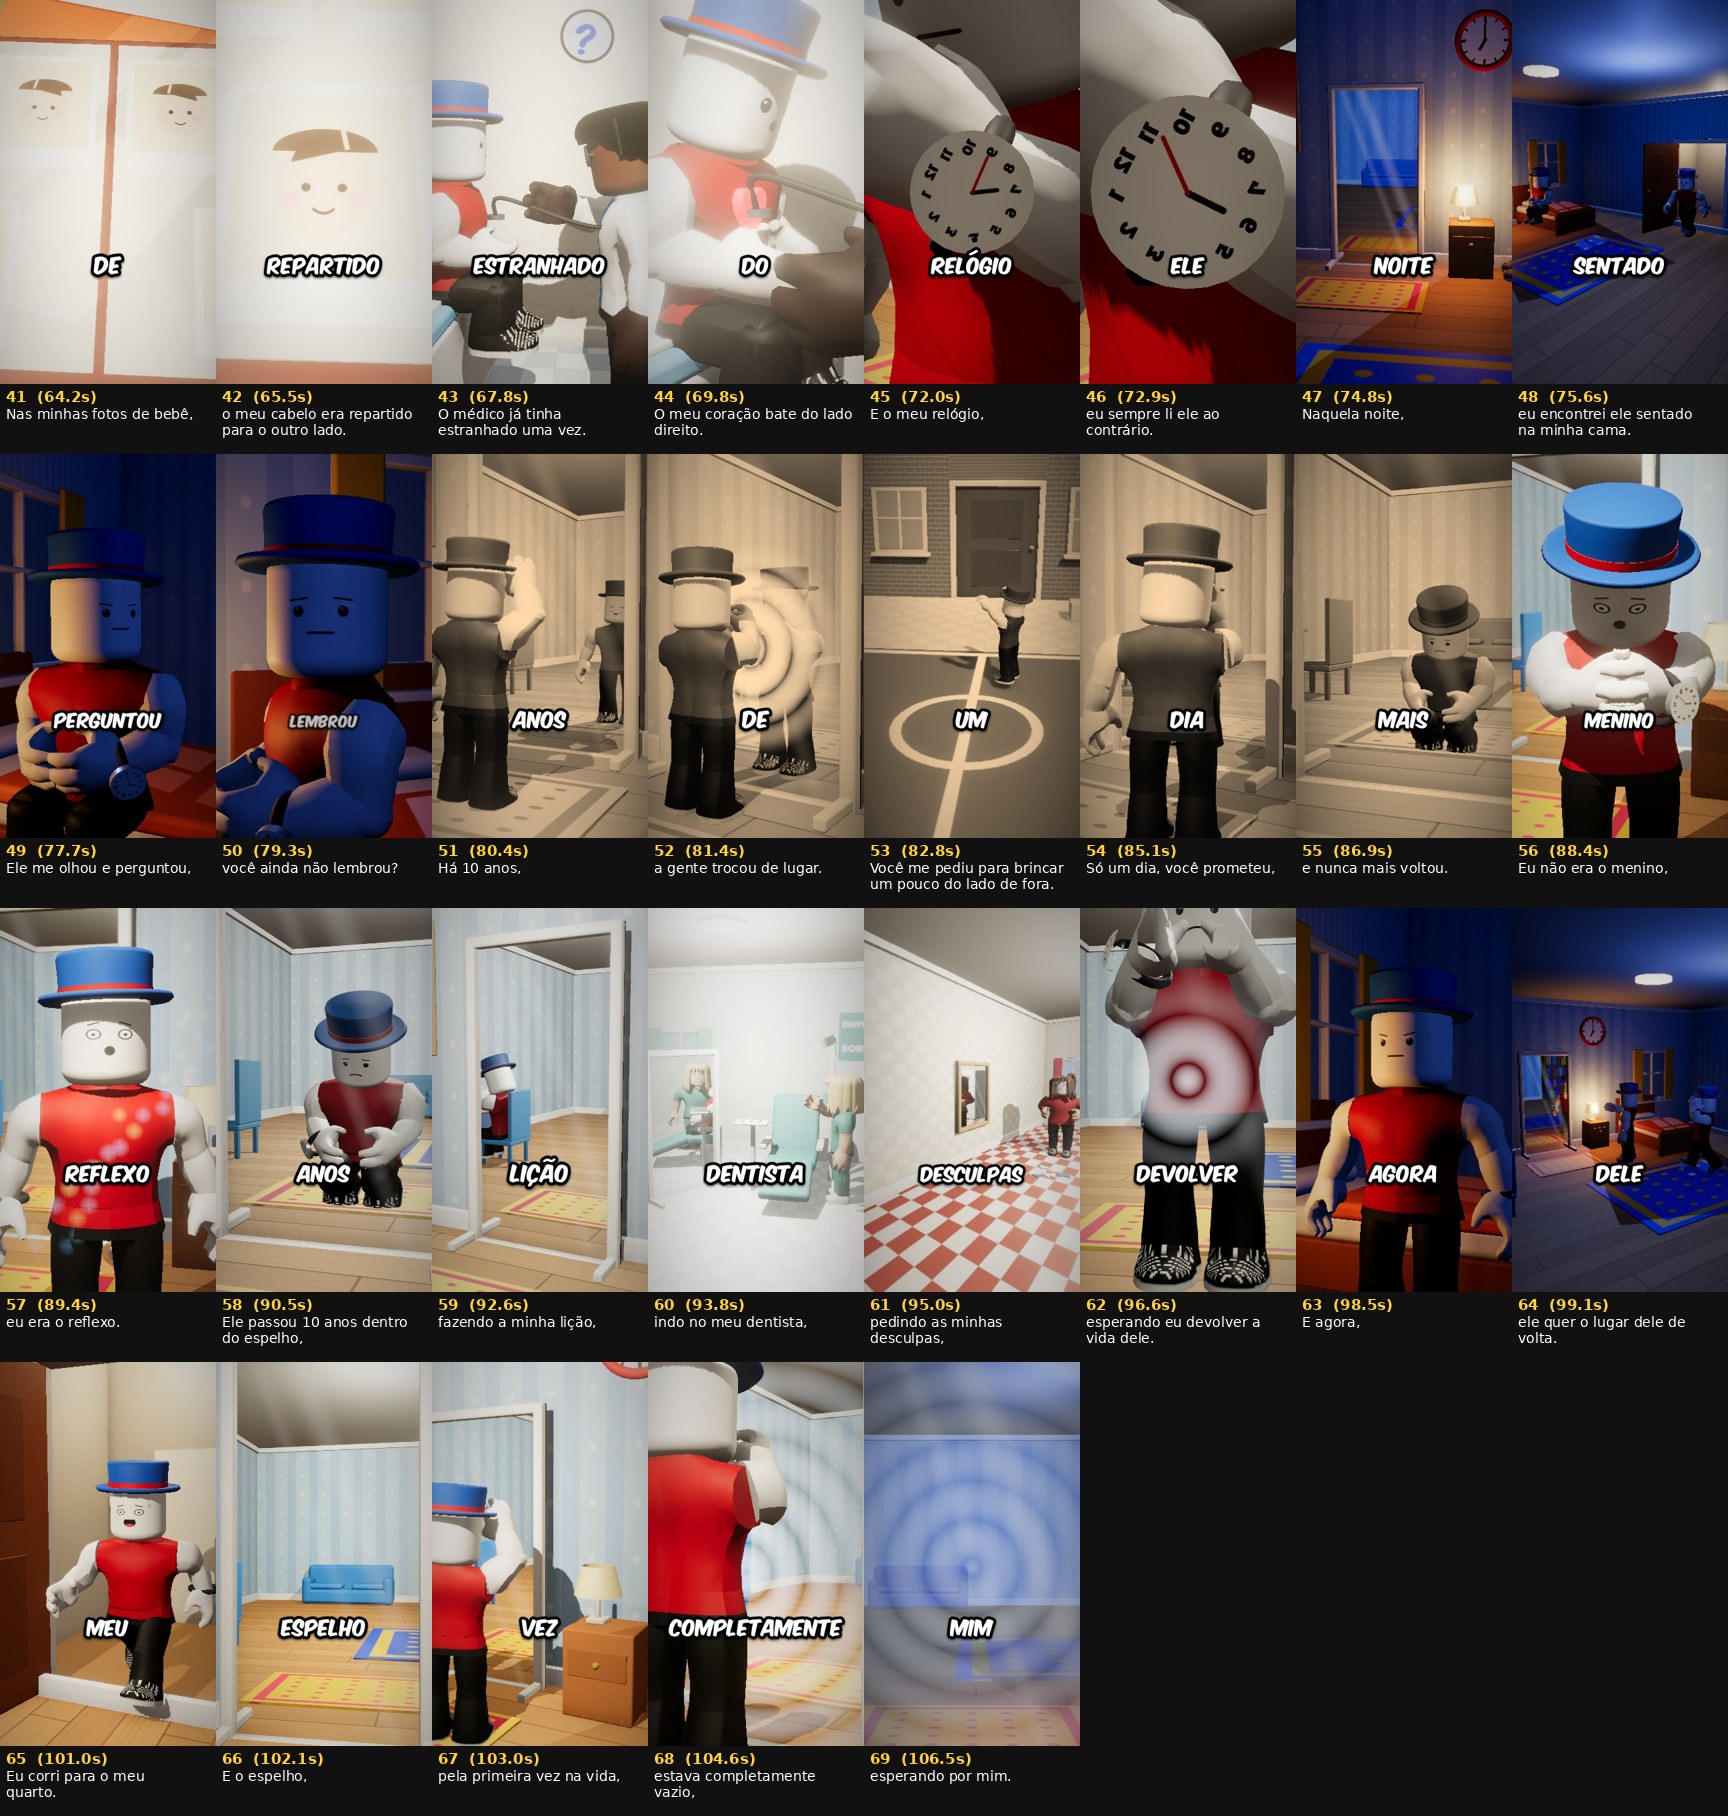 ?
DE
REPARTIDO
ESTRANHADO
DO
RELÓGIO
ELE
NOITE
SENTADO
41 (64.2s)
Nas minhas fotos de bebê,
42 (65.5s)
o meu cabelo era repartido
para o outro lado.
43 (67.8s)
O médico já tinha
estranhado uma vez.
44 (69.8s)
O meu coração bate do lado
direito.
45 (72.0s)
E o meu relógio,
46 (72.9s)
eu sempre li ele ao
contrário.
47 (74.8s)
Naquela noite,
48 (75.6s)
eu encontrei ele sentado
na minha cama.
PERGUNTOU
LEMBROU
ANOS
DE
UM
DIA
MAIS
MENINO
49 (77.7s)
Ele me olhou e perguntou,
50 (79.3s)
você ainda não lembrou?
51 (80.4s)
Há 10 anos,
52 (81.4s)
a gente trocou de lugar.
53 (82.8s)
Você me pediu para brincar
um pouco do lado de fora.
54 (85.1s)
Só um dia, você prometeu,
55 (86.9s)
e nunca mais voltou.
56 (88.4s)
Eu não era o menino,
REFLEXO
ANOS
LIÇÃO
DENTISTA
DESCULPAS
DEVOLVER
AGORA
DELE
57 (89.4s)
eu era o reflexo.
58 (90.5s)
Ele passou 10 anos dentro
do espelho,
59 (92.6s)
fazendo a minha lição,
60 (93.8s)
indo no meu dentista,
61 (95.0s)
pedindo as minhas
desculpas,
62 (96.6s)
esperando eu devolver a
vida dele.
63 (98.5s)
E agora,
64 (99.1s)
ele quer o lugar dele de
volta.
MEU
ESPELHO
VEZ
COMPLETAMENTE
MIM
65 (101.0s)
Eu corri para o meu
quarto.
66 (102.1s)
E o espelho,
67 (103.0s)
pela primeira vez na vida,
68 (104.6s)
estava completamente
vazio,
69 (106.5s)
esperando por mim.